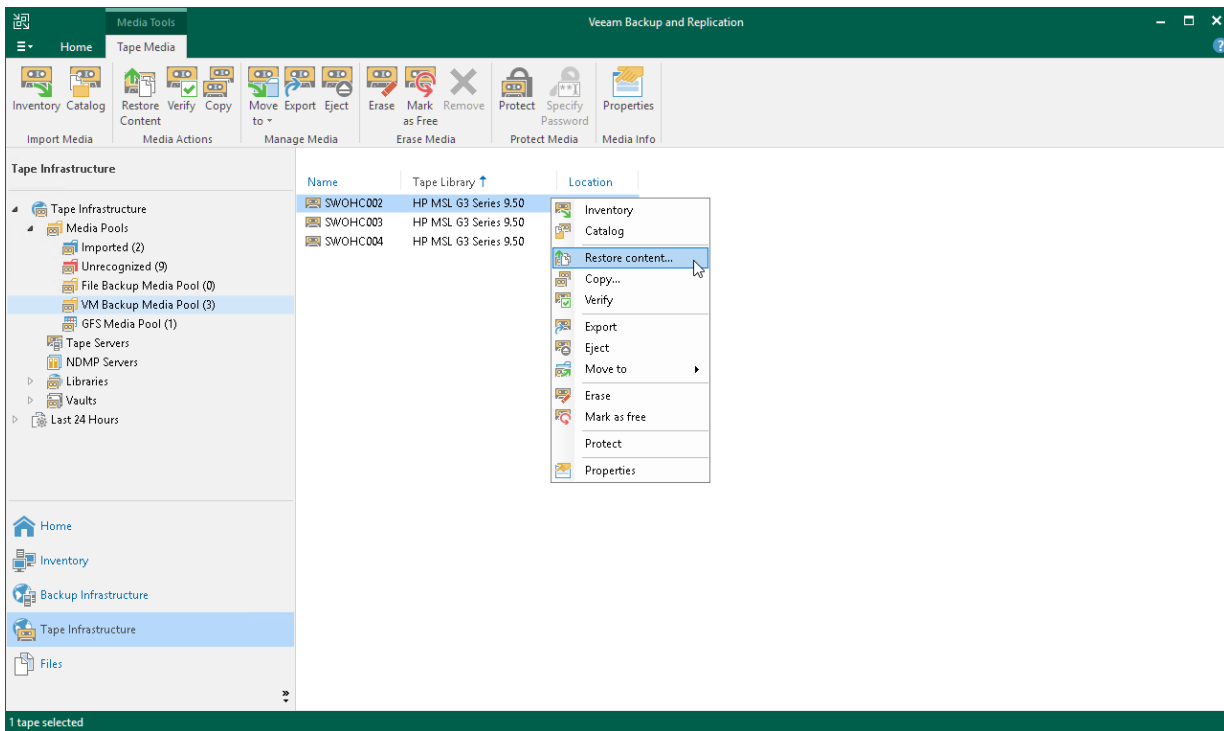 Media Tools
Veeam Backup and Replication
Home
Tape Media
?
Inventory
Catalog
Restore Content
Verify
Copy
Move to
Export
Eject
Erase
Mark as Free
Remove
Protect
Specify Password
Properties
Import Media
Media Actions
Manage Media
Erase Media
Protect Media
Media Info
Tape Infrastructure
Tape Infrastructure
Media Pools
Imported (2)
Unrecognized (9)
File Backup Media Pool (0)
VM Backup Media Pool (3)
GFS Media Pool (1)
Tape Servers
NDMP Servers
Libraries
Vaults
Last 24 Hours
Home
Inventory
Backup Infrastructure
Tape Infrastructure
Files
Name Tape Library Location
SWOHC002 HP MSL G3 Series 9.50
SWOHC003 HP MSL G3 Series 9.50
SWOHC004 HP MSL G3 Series 9.50
Inventory
Catalog
Restore content...
Copy...
Verify
Export
Eject
Move to
Erase
Mark as free
Protect
Properties
1 tape selected